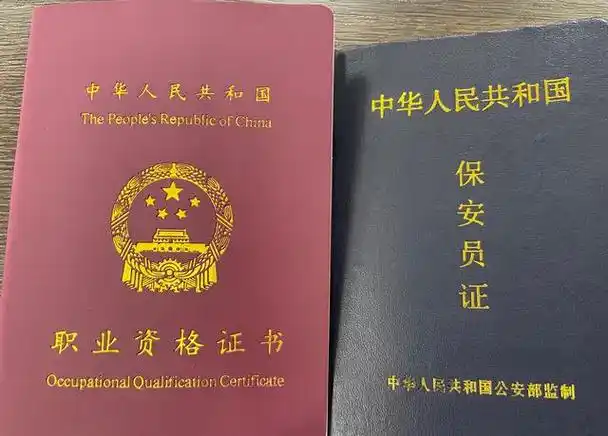 中华人民共和国
The People's Republic of China
职业资格证书
Occupational Qualification Certificate
中华人民共和国
保安员证
中华人民共和国公安部监制